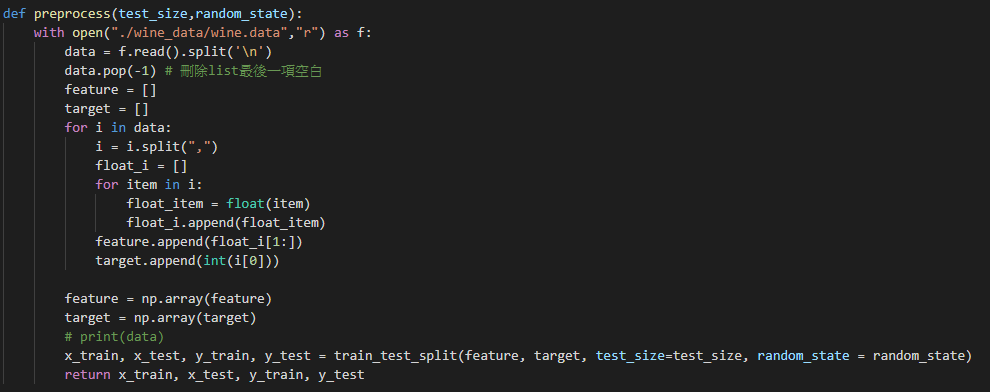 def preprocess(test_size,random_state):
    with open("./wine_data/wine.data","r") as f:
        data = f.read().split('\n')
        data.pop(-1) # 刪除list最後一項空白
        feature = []
        target = []
        for i in data:
            i = i.split(",")
            float_i = []
            for item in i:
                float_item = float(item)
                float_i.append(float_item)
            feature.append(float_i[1:])
            target.append(int(i[0]))

        feature = np.array(feature)
        target = np.array(target)
        # print(data)
        x_train, x_test, y_train, y_test = train_test_split(feature, target, test_size=test_size, random_state = random_state)
        return x_train, x_test, y_train, y_test